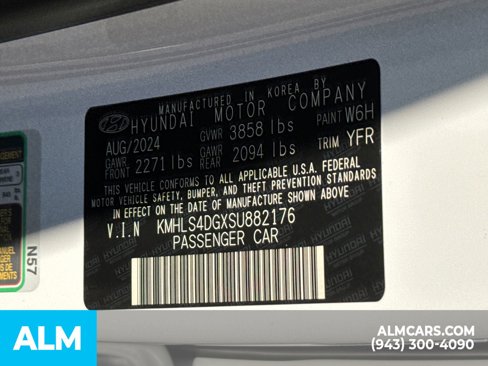 MANUFACTURED IN KOREA BY
HYUNDAI MOTOR COMPANY
AUG/2024 GVWR 3858 lbs PAINT W6H
GAWR FRONT 2271 lbs GAWR REAR 2094 lbs TRIM YFR
THIS VEHICLE CONFORMS TO ALL APPLICABLE U.S.A. FEDERAL
MOTOR VEHICLE SAFETY, BUMPER, AND THEFT PREVENTION STANDARDS
IN EFFECT ON THE DATE OF MANUFACTURE SHOWN ABOVE.
V.I.N KMHLS4DGXSU882176
PASSENGER CAR
N57
ALM
ALMCARS.COM
(943) 300-4090